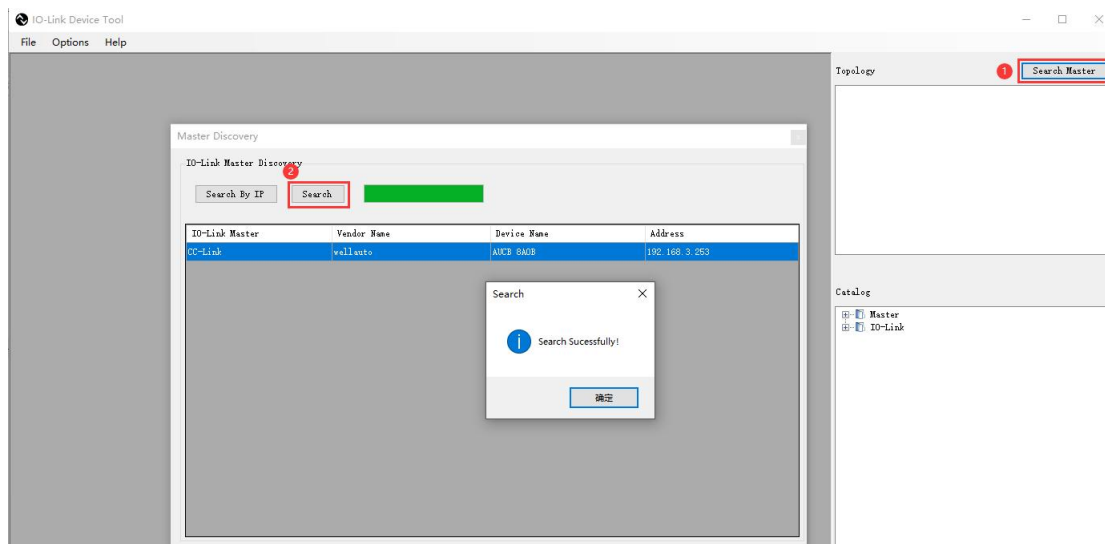 IO-Link Device Tool
File Options Help
Topology
1
Search Master
Master Discovery
IO-Link Master Discovery
2
Search By IP Search
IO-Link Master Vendor Name Device Name Address
CC-Link wellauto AUCB 8AOB 192.168.3.253
Search
Search Sucessfully!
确定
Catalog
Master
IO-Link